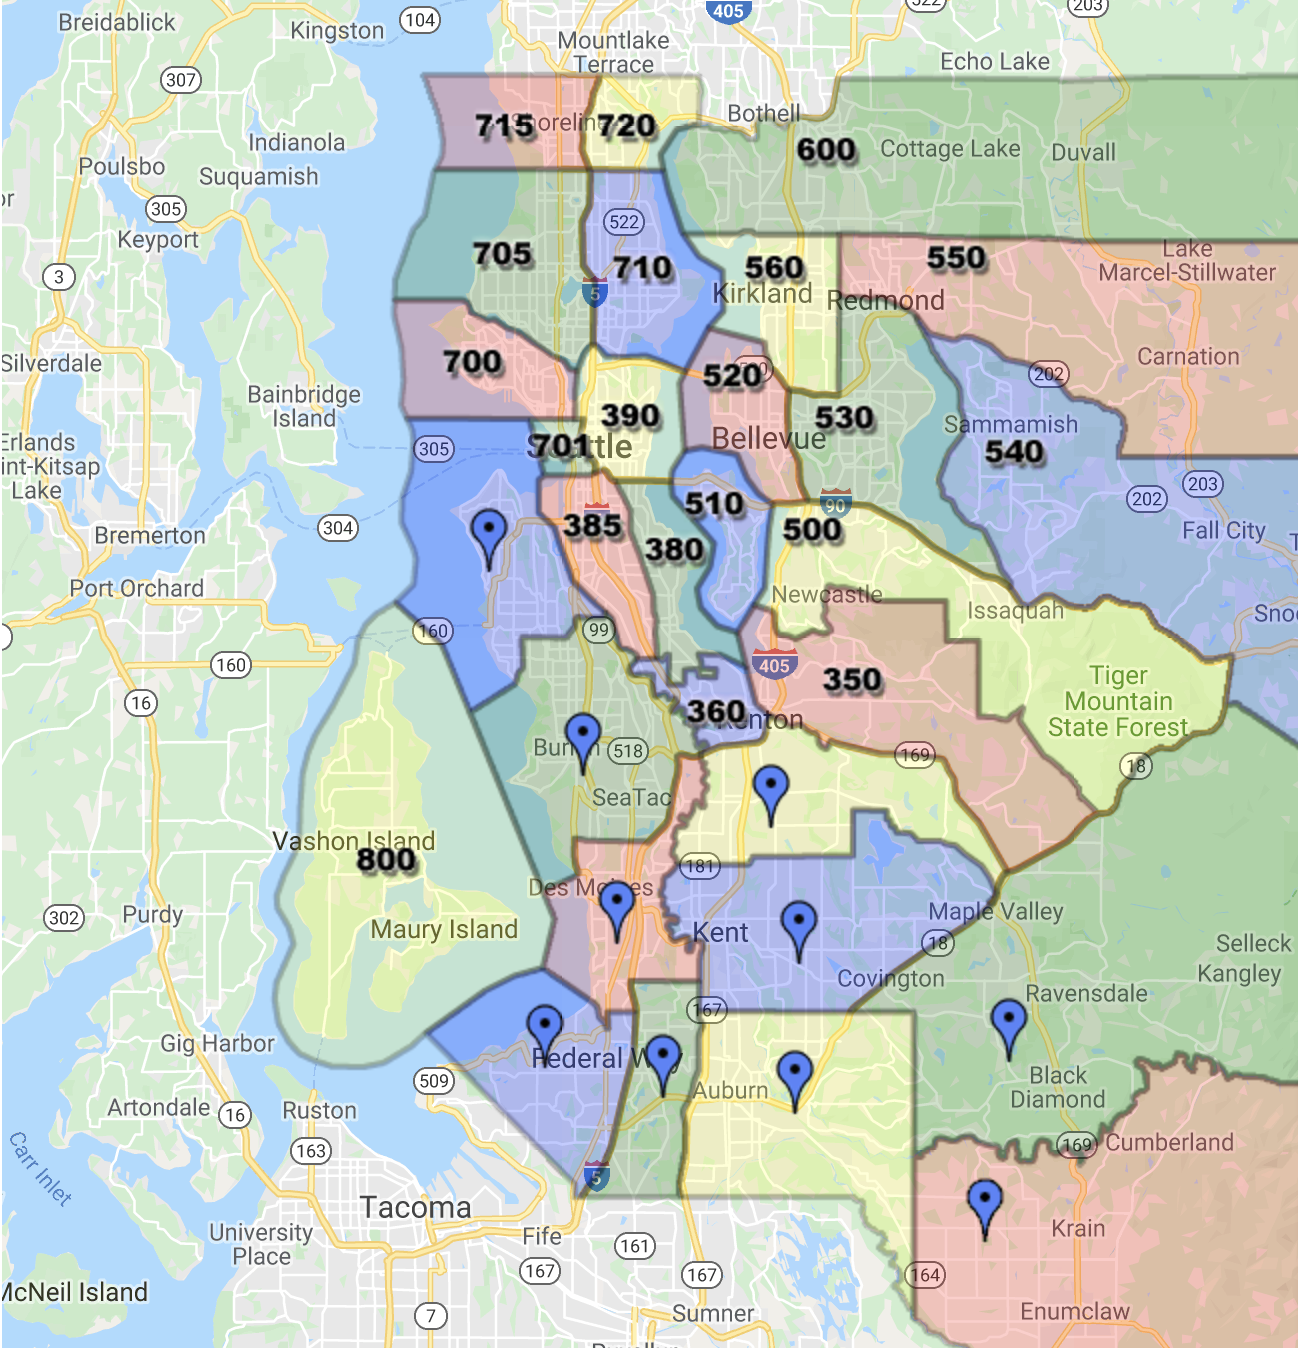 Breidablick
104
Kingston
405
522
203
Mountlake
Terrace
Echo Lake
307
Indianola
Poulsbo
Suquamish
715
Shoreline
720
Bothell
600
Cottage Lake
Duvall
305
Keyport
522
705
710
560
550
Lake
Marcel-Stillwater
3
5
Kirkland
Redmond
Silverdale
700
520
202
Carnation
Bainbridge
Island
390
530
Sammamish
540
Erlands
int-Kitsap
Lake
305
701
Bellevue
510
90
202
203
Fall City
304
Bremerton
385
380
500
Port Orchard
Newcastle
Issaquah
Snoo
160
99
160
405
350
Tiger
Mountain
State Forest
16
360
Renton
Burien
518
169
18
SeaTac
Vashon Island
800
181
Des Moines
302
Purdy
Maury Island
Kent
Maple Valley
18
Selleck
Kangley
Covington
Ravensdale
167
Gig Harbor
Federal Way
509
Auburn
Black
Diamond
Artondale
16
Ruston
163
Carr Inlet
169
Cumberland
5
Tacoma
University
Place
Fife
161
Krain
167
167
164
McNeil Island
7
Sumner
Enumclaw